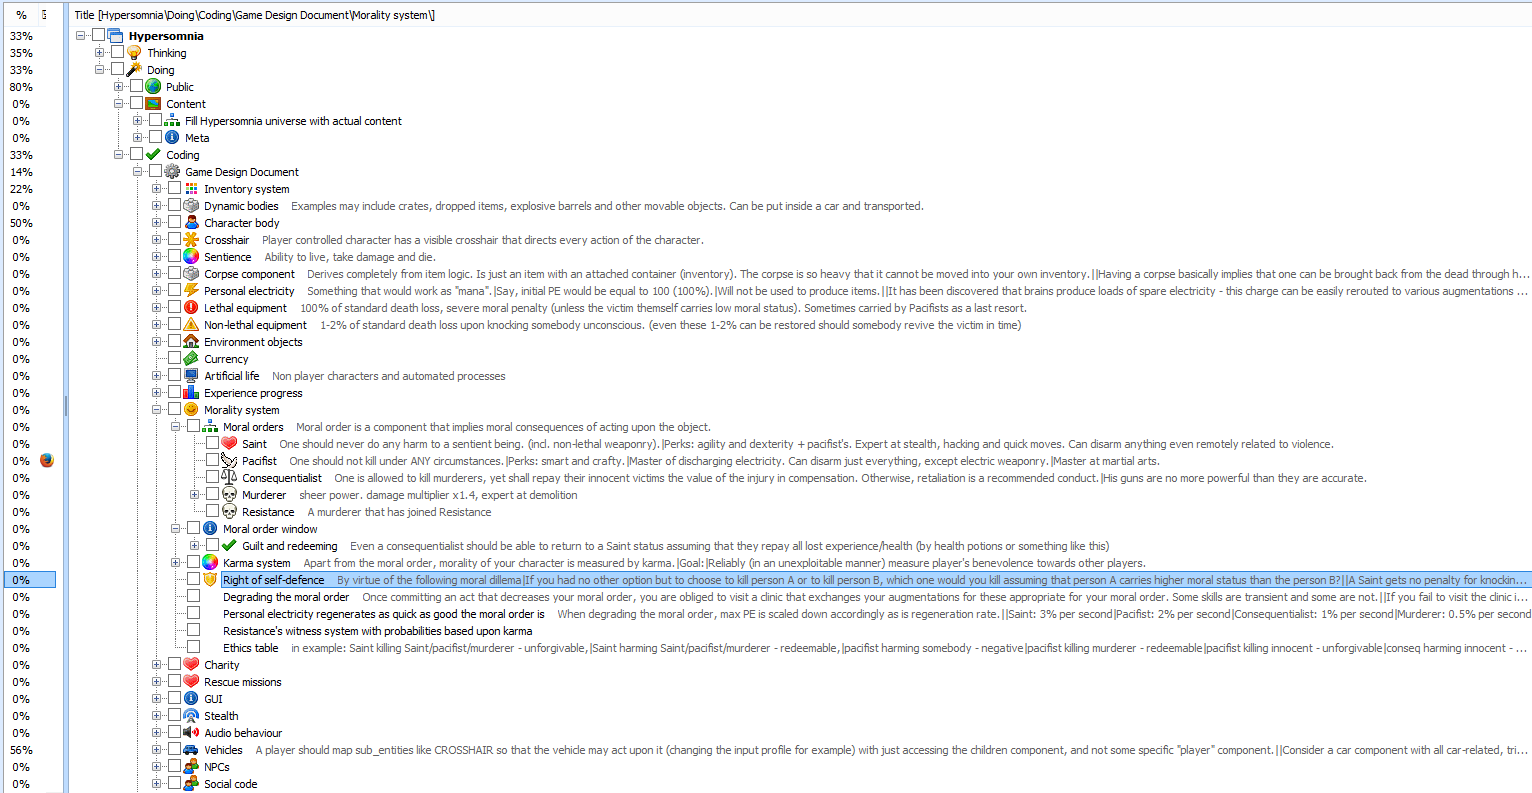 % Title [Hypersomnia\Doing\Coding\Game Design Document\Morality system\]
33% Hypersomnia
35% Thinking
33% Doing
80% Public
0% Content
0% Fill Hypersomnia universe with actual content
0% Meta
33% Coding
14% Game Design Document
22% Inventory system
0% Dynamic bodies Examples may include crates, dropped items, explosive barrels and other movable objects. Can be put inside a car and transported.
50% Character body
0% Crosshair Player controlled character has a visible crosshair that directs every action of the character.
0% Sentience Ability to live, take damage and die.
0% Corpse component Derives completely from item logic. Is just an item with an attached container (inventory). The corpse is so heavy that it cannot be moved into your own inventory.||Having a corpse basically implies that one can be brought back from the dead through h...
0% Personal electricity Something that would work as "mana".|Say, initial PE would be equal to 100 (100%).|Will not be used to produce items.||It has been discovered that brains produce loads of spare electricity - this charge can be easily rerouted to various augmentations ...
0% Lethal equipment 100% of standard death loss, severe moral penalty (unless the victim themself carries low moral status). Sometimes carried by Pacifists as a last resort.
0% Non-lethal equipment 1-2% of standard death loss upon knocking somebody unconscious. (even these 1-2% can be restored should somebody revive the victim in time)
0% Environment objects
0% Currency
0% Artificial life Non player characters and automated processes
0% Experience progress
0% Morality system
0% Moral orders Moral order is a component that implies moral consequences of acting upon the object.
0% Saint One should never do any harm to a sentient being. (incl. non-lethal weaponry).|Perks: agility and dexterity + pacifist's. Expert at stealth, hacking and quick moves. Can disarm anything even remotely related to violence.
0% Pacifist One should not kill under ANY circumstances.|Perks: smart and crafty.|Master of discharging electricity. Can disarm just everything, except electric weaponry.|Master at martial arts.
0% Consequentialist One is allowed to kill murderers, yet shall repay their innocent victims the value of the injury in compensation. Otherwise, retaliation is a recommended conduct.|His guns are no more powerful than they are accurate.
0% Murderer sheer power. damage multiplier x1.4, expert at demolition
0% Resistance A murderer that has joined Resistance
0% Moral order window
0% Guilt and redeeming Even a consequentialist should be able to return to a Saint status assuming that they repay all lost experience/health (by health potions or something like this)
0% Karma system Apart from the moral order, morality of your character is measured by karma.|Goal:|Reliably (in an unexploitable manner) measure player's benevolence towards other players.
0% Right of self-defence By virtue of the following moral dillema|If you had no other option but to choose to kill person A or to kill person B, which one would you kill assuming that person A carries higher moral status than the person B?||A Saint gets no penalty for knockin...
0% Degrading the moral order Once committing an act that decreases your moral order, you are obliged to visit a clinic that exchanges your augmentations for these appropriate for your moral order. Some skills are transient and some are not.||If you fail to visit the clinic i...
0% Personal electricity regenerates as quick as good the moral order is When degrading the moral order, max PE is scaled down accordingly as is regeneration rate.||Saint: 3% per second|Pacifist: 2% per second|Consequentialist: 1% per second|Murderer: 0.5% per second
0% Resistance's witness system with probabilities based upon karma
0% Ethics table in example: Saint killing Saint/pacifist/murderer - unforgivable,|Saint harming Saint/pacifist/murderer - redeemable,|pacifist harming somebody - negative|pacifist killing murderer - redeemable|pacifist killing innocent - unforgivable|conseq harming innocent - ...
0% Charity
0% Rescue missions
0% GUI
0% Stealth
0% Audio behaviour
56% Vehicles A player should map sub_entities like CROSSHAIR so that the vehicle may act upon it (changing the input profile for example) with just accessing the children component, and not some specific "player" component.||Consider a car component with all car-related, tri...
0% NPCs
0% Social code